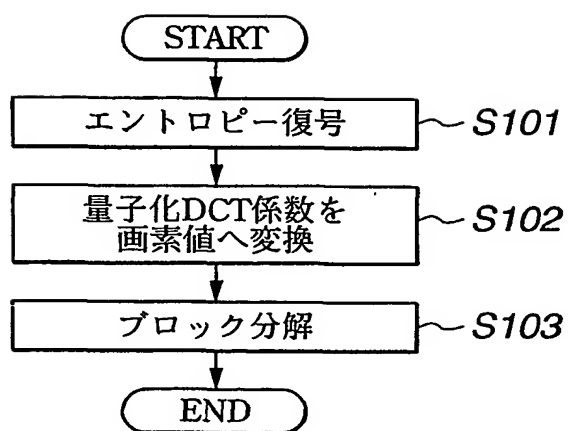 START
エントロピー復号
S101
量子化DCT係数を
画素値へ変換
S102
ブロック分解
S103
END